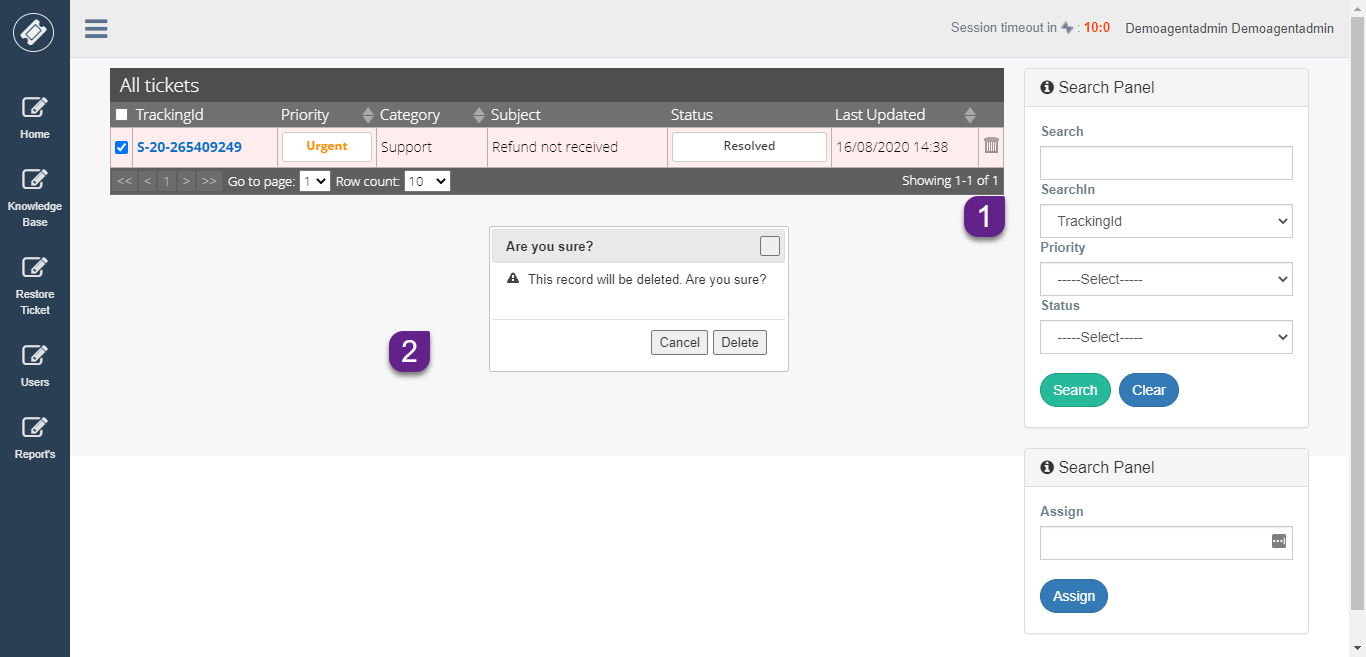 Session timeout in : 10:0 Demoagentadmin Demoagentadmin
Home
Knowledge
Base
Restore
Ticket
Users
Report's
All tickets
TrackingId Priority Category Subject Status Last Updated
S-20-265409249 Urgent Support Refund not received Resolved 16/08/2020 14:38
<< < 1 > >> Go to page: 1 Row count: 10 Showing 1-1 of 1
1
Are you sure?
This record will be deleted. Are you sure?
Cancel Delete
2
Search Panel
Search
SearchIn
TrackingId
Priority
-----Select-----
Status
-----Select-----
Search Clear
Search Panel
Assign
Assign